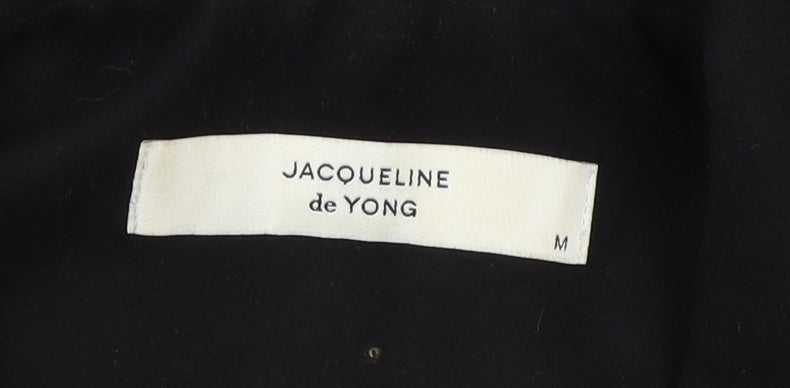 JACQUELINE
de YONG
M